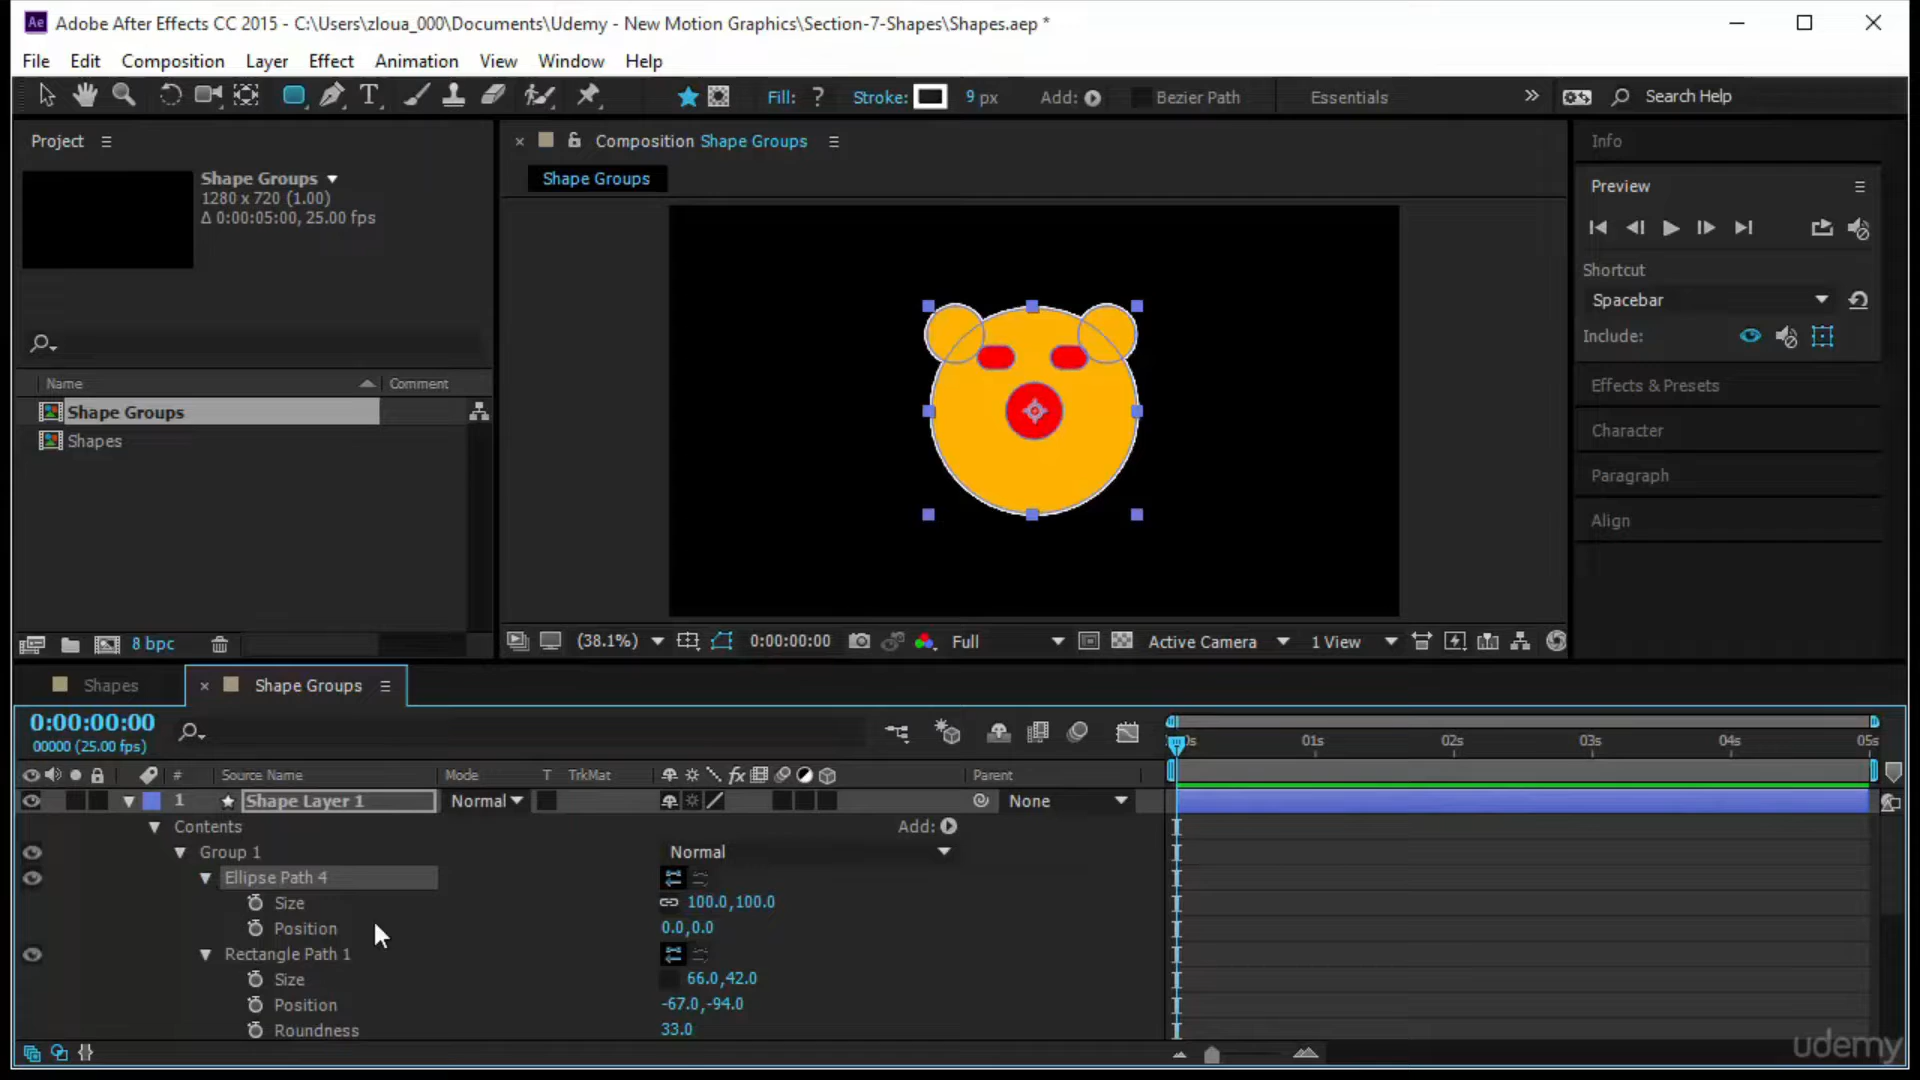 Ae Adobe After Effects CC 2015 - C:\Users\zloua_000\Documents\Udemy - New Motion Graphics\Section-7-Shapes\Shapes.aep *
File Edit Composition Layer Effect Animation View Window Help
T Fill: ? Stroke: 9 px Add: Bezier Path Essentials Search Help
Project
Composition Shape Groups
Info
Shape Groups
Shape Groups
1280 x 720 (1.00)
Δ 0:00:05:00, 25.00 fps
Preview
Shortcut
Spacebar
Include:
Name Comment
Shape Groups
Shapes
Effects & Presets
Character
Paragraph
Align
8 bpc
(38.1%) 0:00:00:00 Full Active Camera 1 View
Shapes Shape Groups
0:00:00:00
00000 (25.00 fps)
01s 02s 03s 04s 05s
# Source Name Mode T TrkMat fx Parent
1 Shape Layer 1 Normal None
Contents Add:
Group 1 Normal
Ellipse Path 4
Size 100.0,100.0
Position 0.0,0.0
Rectangle Path 1
Size 66.0,42.0
Position -67.0,-94.0
Roundness 33.0
udemy